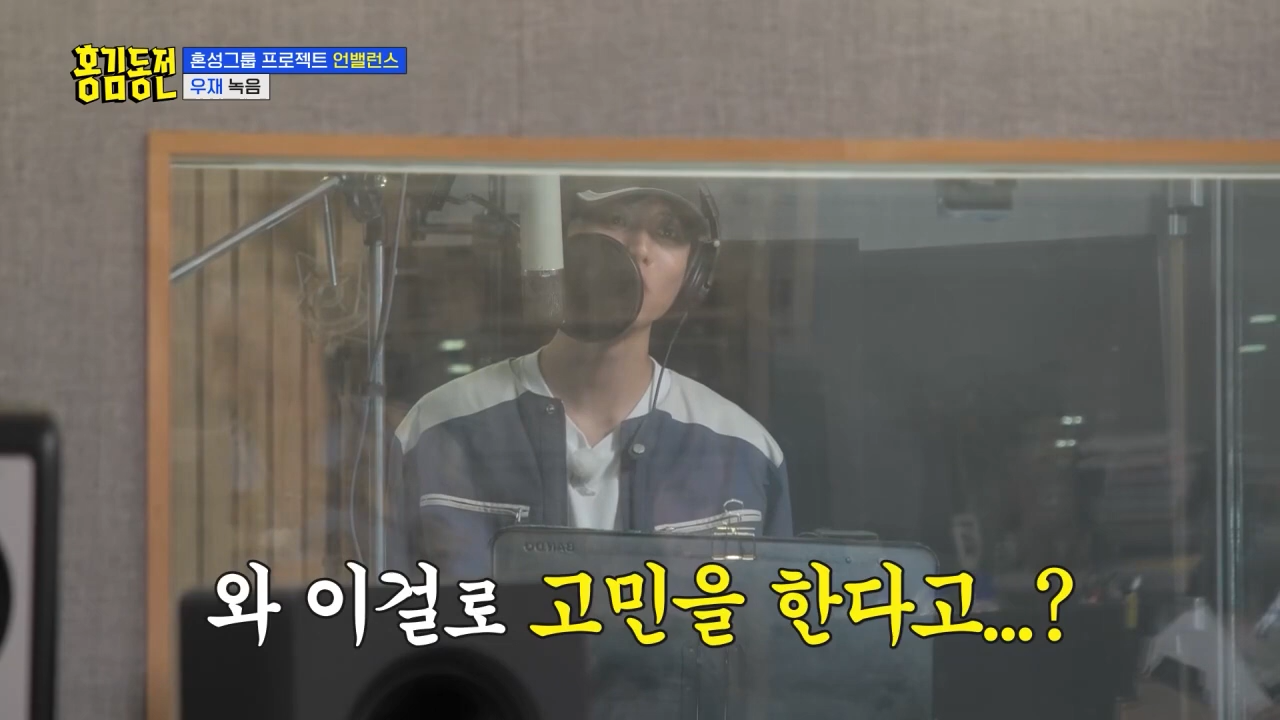 홍김동전
혼성그룹 프로젝트 언밸런스
우재 녹음
와 이걸로 고민을 한다고...?